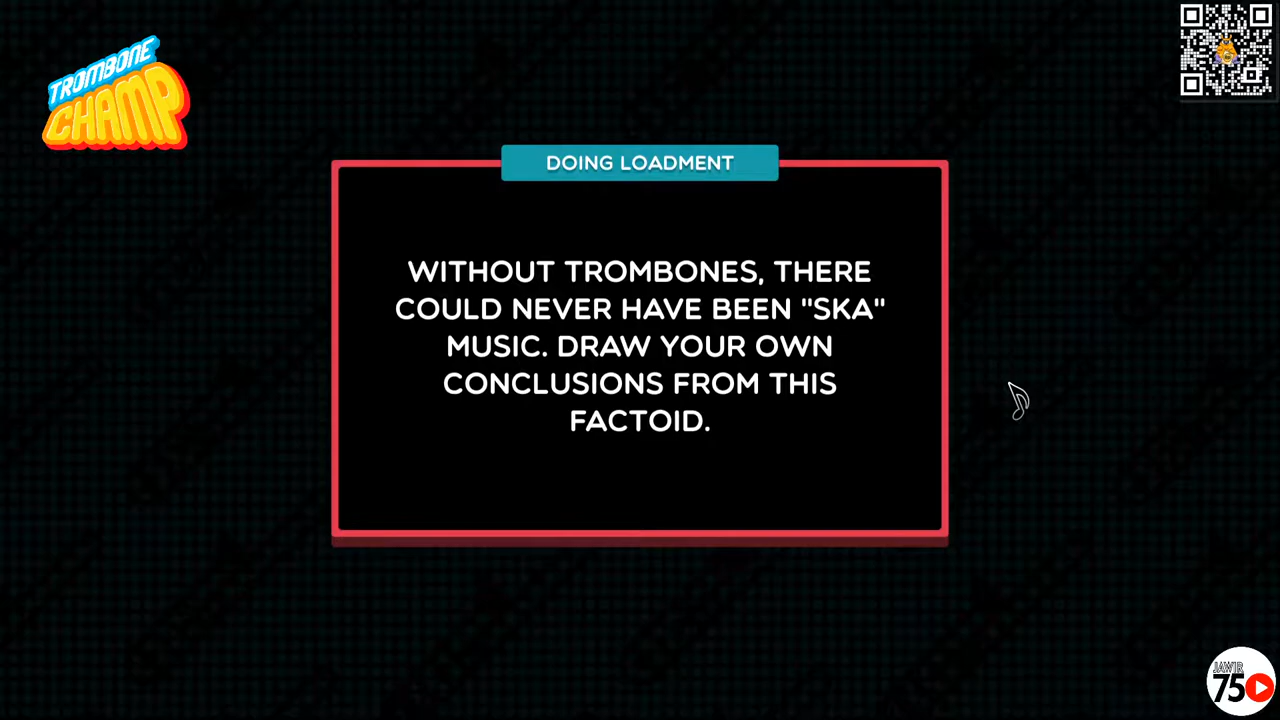 TROMBONE
CHAMP
DOING LOADMENT
WITHOUT TROMBONES, THERE
COULD NEVER HAVE BEEN "SKA"
MUSIC. DRAW YOUR OWN
CONCLUSIONS FROM THIS
FACTOID.
JAW1R
75